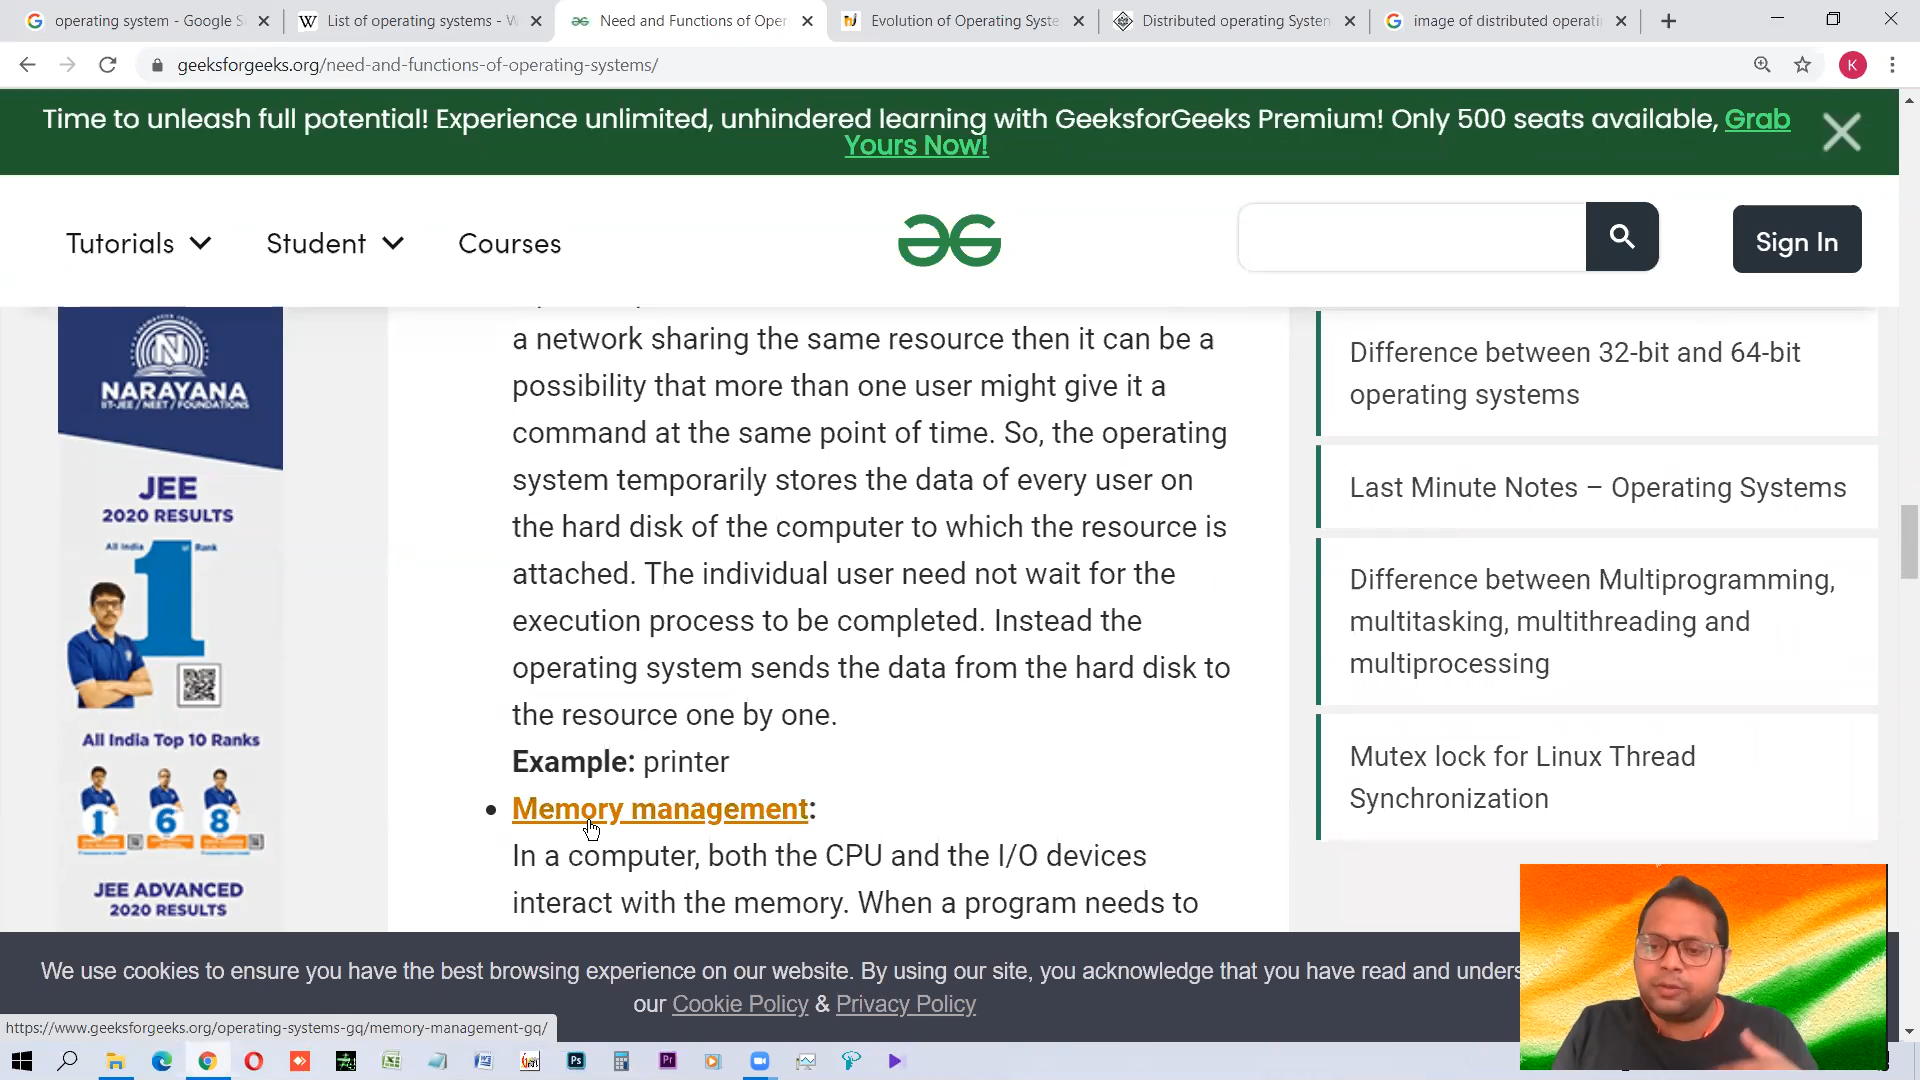 operating system - Google S
List of operating systems - W
Need and Functions of Oper
Evolution of Operating Syste
Distributed operating System
image of distributed operati
geeksforgeeks.org/need-and-functions-of-operating-systems/
K
Time to unleash full potential! Experience unlimited, unhindered learning with GeeksforGeeks Premium! Only 500 seats available, Grab
Yours Now!
Tutorials
Student
Courses
Sign In
N
NARAYANA
IIT-JEE / NEET / FOUNDATIONS
JEE
2020 RESULTS
All India Rank
1
All India Top 10 Ranks
1 6 8
JEE ADVANCED
2020 RESULTS
a network sharing the same resource then it can be a
possibility that more than one user might give it a
command at the same point of time. So, the operating
system temporarily stores the data of every user on
the hard disk of the computer to which the resource is
attached. The individual user need not wait for the
execution process to be completed. Instead the
operating system sends the data from the hard disk to
the resource one by one.
Example: printer
• Memory management:
In a computer, both the CPU and the I/O devices
interact with the memory. When a program needs to
Difference between 32-bit and 64-bit
operating systems
Last Minute Notes – Operating Systems
Difference between Multiprogramming,
multitasking, multithreading and
multiprocessing
Mutex lock for Linux Thread
Synchronization
We use cookies to ensure you have the best browsing experience on our website. By using our site, you acknowledge that you have read and unders
our Cookie Policy & Privacy Policy
https://www.geeksforgeeks.org/operating-systems-gq/memory-management-gq/
Ps
Pr